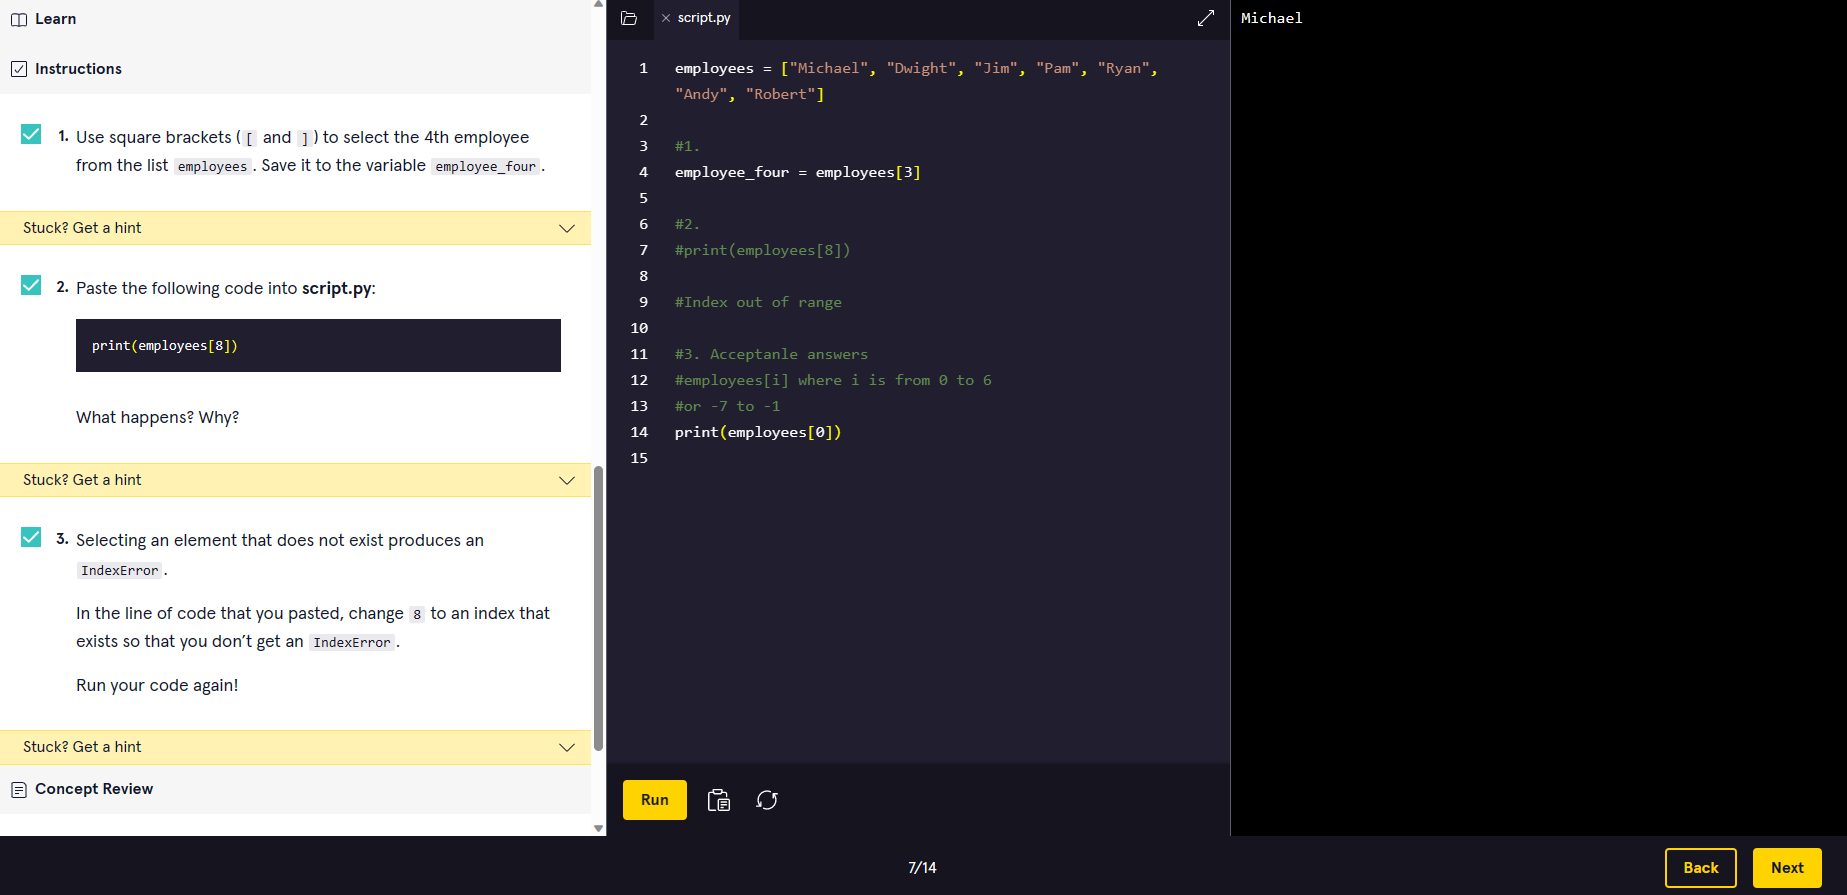 Learn
Instructions
1. Use square brackets ( [ and ] ) to select the 4th employee
from the list employees . Save it to the variable employee_four .
Stuck? Get a hint
2. Paste the following code into script.py:
print(employees[8])
What happens? Why?
Stuck? Get a hint
3. Selecting an element that does not exist produces an
IndexError .
In the line of code that you pasted, change 8 to an index that
exists so that you don’t get an IndexError .
Run your code again!
Stuck? Get a hint
Concept Review
script.py
1 employees = ["Michael", "Dwight", "Jim", "Pam", "Ryan",
"Andy", "Robert"]
2
3 #1.
4 employee_four = employees[3]
5
6 #2.
7 #print(employees[8])
8
9 #Index out of range
10
11 #3. Acceptanle answers
12 #employees[i] where i is from 0 to 6
13 #or -7 to -1
14 print(employees[0])
15
Run
Michael
7/14
Back
Next